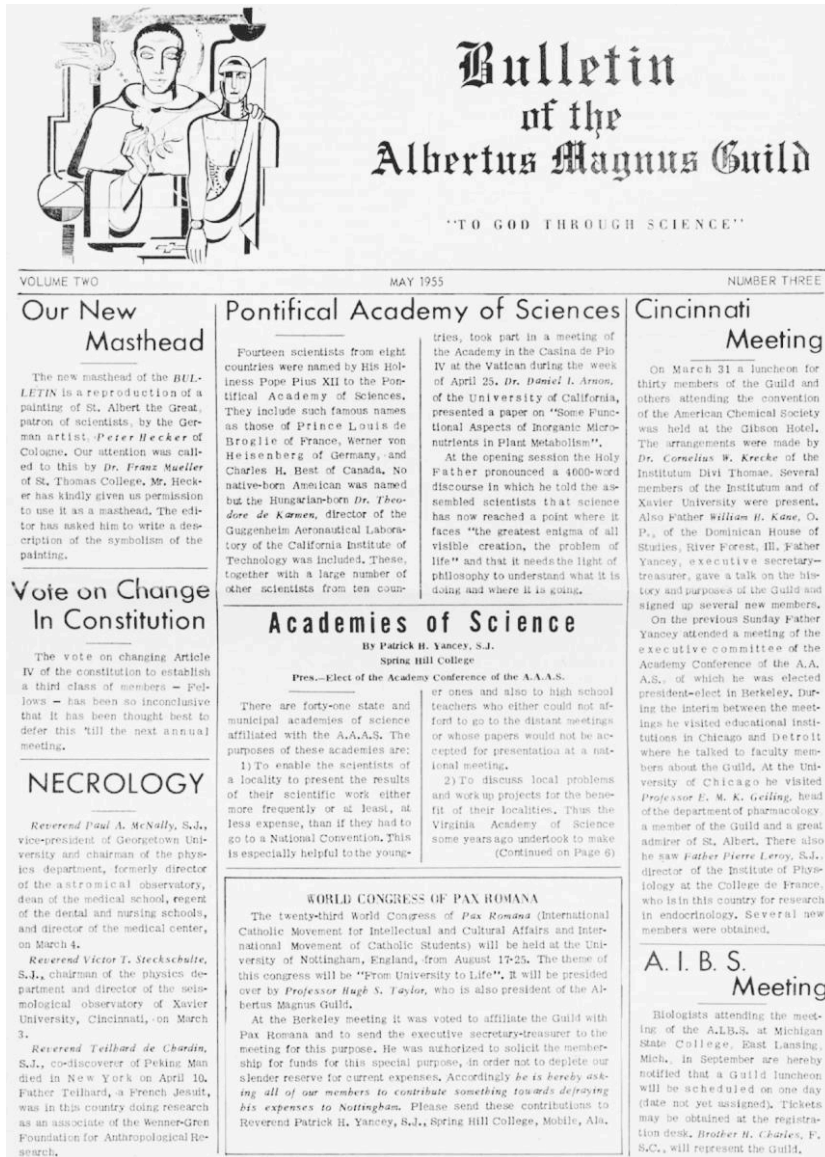 Bulletin
of the
Albertus Magnus Guild
"TO GOD THROUGH SCIENCE"
VOLUME TWO
MAY 1955
NUMBER THREE
Our New
Masthead
The new masthead of the BUL-
LETIN is a reproduction of a
painting of St. Albert the Great,
patron of scientists, by the Ger-
man artist, Peter Hecker of
Cologne. Our attention was call-
ed to this by Dr. Franz Mueller
of St. Thomas College. Mr. Heck-
er has kindly given us permission
to use it as a masthead. The edi-
tor has asked him to write a des-
cription of the symbolism of the
painting.
Vote on Change
In Constitution
The vote on changing Article
IV of the constitution to establish
a third class of members — Fel-
lows — has been so inconclusive
that it has been thought best to
defer this 'till the next annual
meeting.
NECROLOGY
Reverend Paul A. McNally, S.J.,
vice-president of Georgetown Uni-
versity and chairman of the phys-
ics department, formerly director
of the astromical observatory,
dean of the medical school, regent
of the dental and nursing schools,
and director of the medical center,
on March 4.
Reverend Victor T. Steckschulte,
S.J., chairman of the physics de-
partment and director of the seis-
mological observatory of Xavier
University, Cincinnati, on March
3.
Reverend Teilhard de Chardin,
S.J., co-discoverer of Peking Man
died in New York on April 10.
Father Teilhard, a French Jesuit,
was in this country doing research
as an associate of the Wenner-Gren
Foundation for Anthropological Re-
search.
Pontifical Academy of Sciences
Fourteen scientists from eight
countries were named by His Hol-
iness Pope Pius XII to the Pon-
tifical Academy of Sciences.
They include such famous names
as those of Prince Louis de
Broglie of France, Werner von
Heisenberg of Germany, and
Charles H. Best of Canada. No
native-born American was named
but the Hungarian-born Dr. Theo-
dore de Karmen, director of the
Guggenheim Aeronautical Labora-
tory of the California Institute of
Technology was included. These,
together with a large number of
other scientists from ten coun-
tries, took part in a meeting of
the Academy in the Casina de Pio
IV at the Vatican during the week
of April 25. Dr. Daniel I. Arnon,
of the University of California,
presented a paper on "Some Func-
tional Aspects of Inorganic Micro-
nutrients in Plant Metabolism".
At the opening session the Holy
Father pronounced a 4000-word
discourse in which he told the as-
sembled scientists that science
has now reached a point where it
faces "the greatest enigma of all
visible creation, the problem of
life" and that it needs the light of
philosophy to understand what it is
doing and where it is going.
Academies of Science
By Patrick H. Yancey, S.J.
Spring Hill College
Pres.—Elect of the Academy Conference of the A.A.A.S.
There are forty-one state and
municipal academies of science
affiliated with the A.A.A.S. The
purposes of these academies are:
1) To enable the scientists of
a locality to present the results
of their scientific work either
more frequently or at least, at
less expense, than if they had to
go to a National Convention. This
is especially helpful to the young-
er ones and also to high school
teachers who either could not af-
ford to go to the distant meetings
or whose papers would not be ac-
cepted for presentation at a nat-
ional meeting.
2) To discuss local problems
and work up projects for the bene-
fit of their localities. Thus the
Virginia Academy of Science
some years ago undertook to make
(Continued on Page 6)
WORLD CONGRESS OF PAX ROMANA
The twenty-third World Congress of Pax Romana (International
Catholic Movement for Intellectual and Cultural Affairs and Inter-
national Movement of Catholic Students) will be held at the Uni-
versity of Nottingham, England, from August 17-25. The theme of
this congress will be "From University to Life". It will be presided
over by Professor Hugh S. Taylor, who is also president of the Al-
bertus Magnus Guild.
At the Berkeley meeting it was voted to affiliate the Guild with
Pax Romana and to send the executive secretary-treasurer to the
meeting for this purpose. He was authorized to solicit the member-
ship for funds for this special purpose, in order not to deplete our
slender reserve for current expenses. Accordingly he is hereby ask-
ing all of our members to contribute something towards defraying
his expenses to Nottingham. Please send these contributions to
Reverend Patrick H. Yancey, S.J., Spring Hill College, Mobile, Ala.
Cincinnati
Meeting
On March 31 a luncheon for
thirty members of the Guild and
others attending the convention
of the American Chemical Society
was held at the Gibson Hotel.
The arrangements were made by
Dr. Cornelius W. Krecke of the
Institutum Divi Thomae. Several
members of the Institutum and of
Xavier University were present.
Also Father William H. Kane, O.
P., of the Dominican House of
Studies, River Forest, Ill. Father
Yancey, executive secretary-
treasurer, gave a talk on the his-
tory and purposes of the Guild and
signed up several new members.
On the previous Sunday Father
Yancey attended a meeting of the
executive committee of the
Academy Conference of the A.A.
A.S., of which he was elected
president-elect in Berkeley. Dur-
ing the interim between the meet-
ings he visited educational insti-
tutions in Chicago and Detroit
where he talked to faculty mem-
bers about the Guild. At the Uni-
versity of Chicago he visited
Professor E. M. K. Geiling, head
of the department of pharmacology
a member of the Guild and a great
admirer of St. Albert. There also
he saw Father Pierre Leroy, S.J.,
director of the Institute of Phys-
iology at the College de France,
who is in this country for research
in endocrinology. Several new
members were obtained.
A. I. B. S.
Meeting
Biologists attending the meet-
ing of the A.I.B.S. at Michigan
State College, East Lansing,
Mich., in September are hereby
notified that a Guild luncheon
will be scheduled on one day
(date not yet assigned). Tickets
may be obtained at the registra-
tion desk. Brother H. Charles, F.
S.C., will represent the Guild.